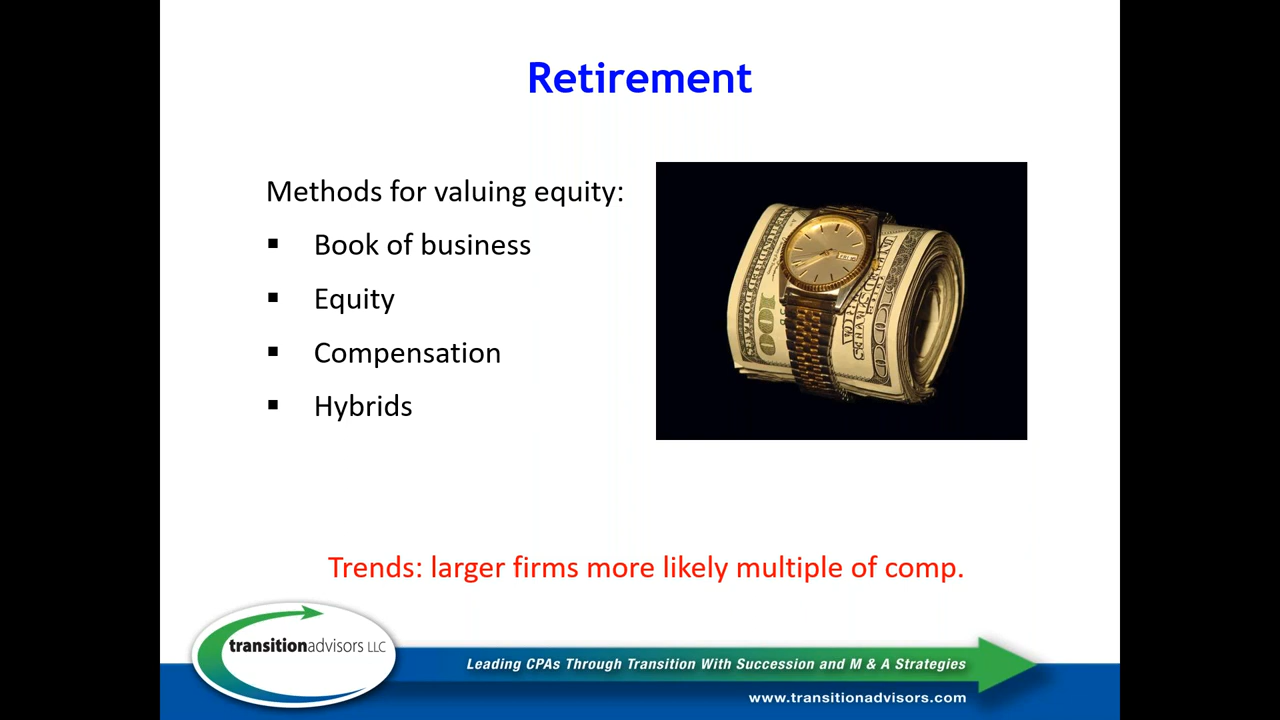 Retirement
Methods for valuing equity:
▪ Book of business
▪ Equity
▪ Compensation
▪ Hybrids
100
Trends: larger firms more likely multiple of comp.
transitionadvisors LLC
Leading CPAs Through Transition With Succession and M & A Strategies
www.transitionadvisors.com